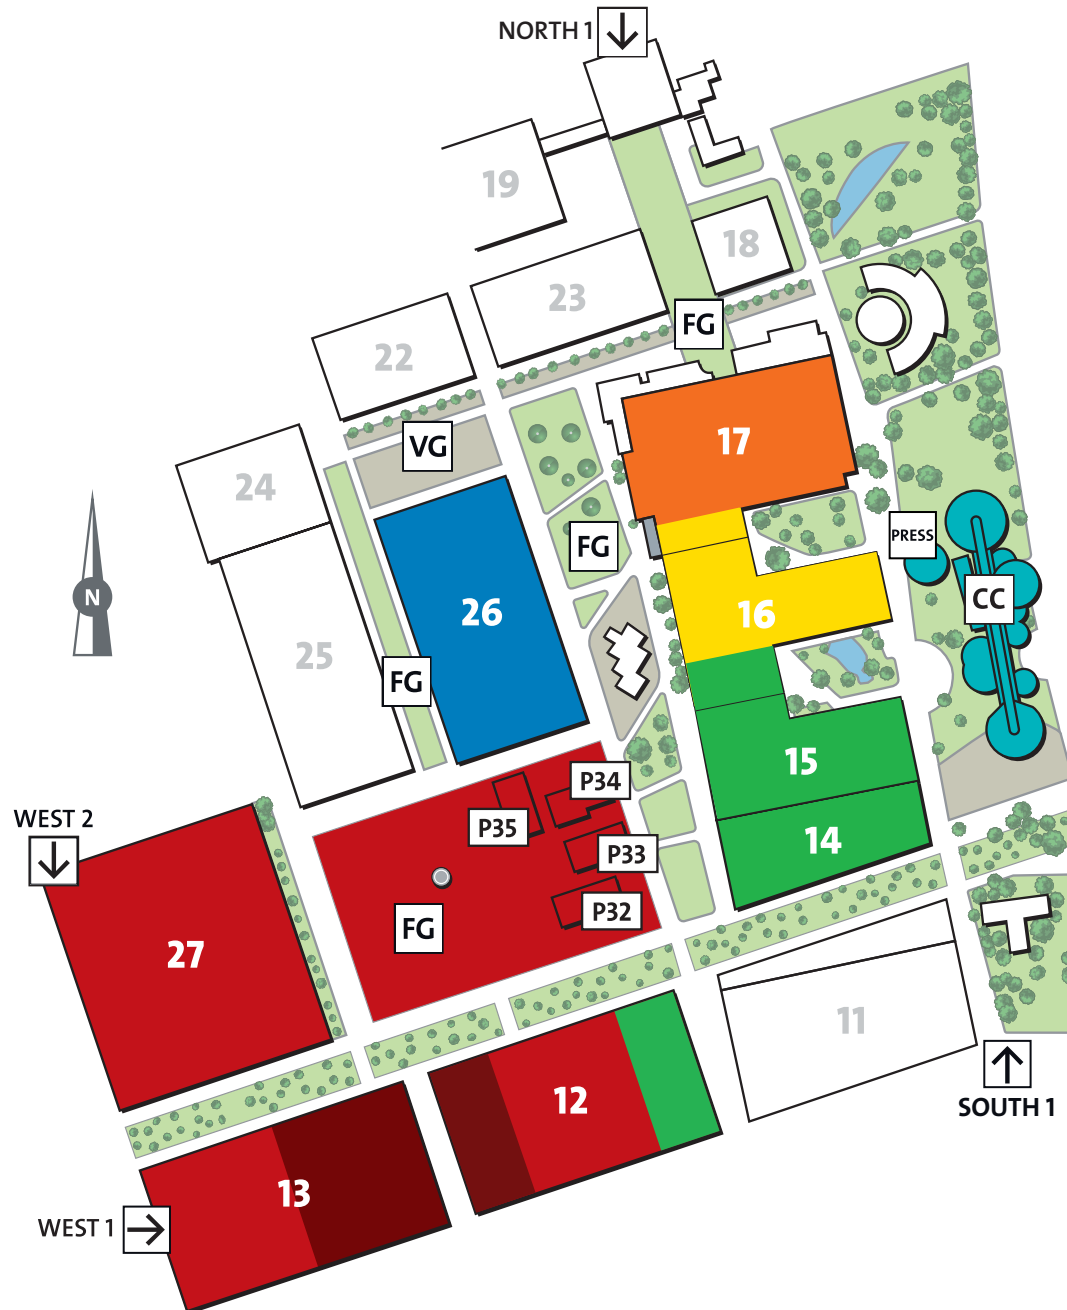 NORTH 1
19
18
23
FG
22
17
VG
24
PRESS
FG
CC
N
26
16
25
FG
15
P34
WEST 2
P35
14
P33
P32
FG
27
11
12
SOUTH 1
13
WEST 1